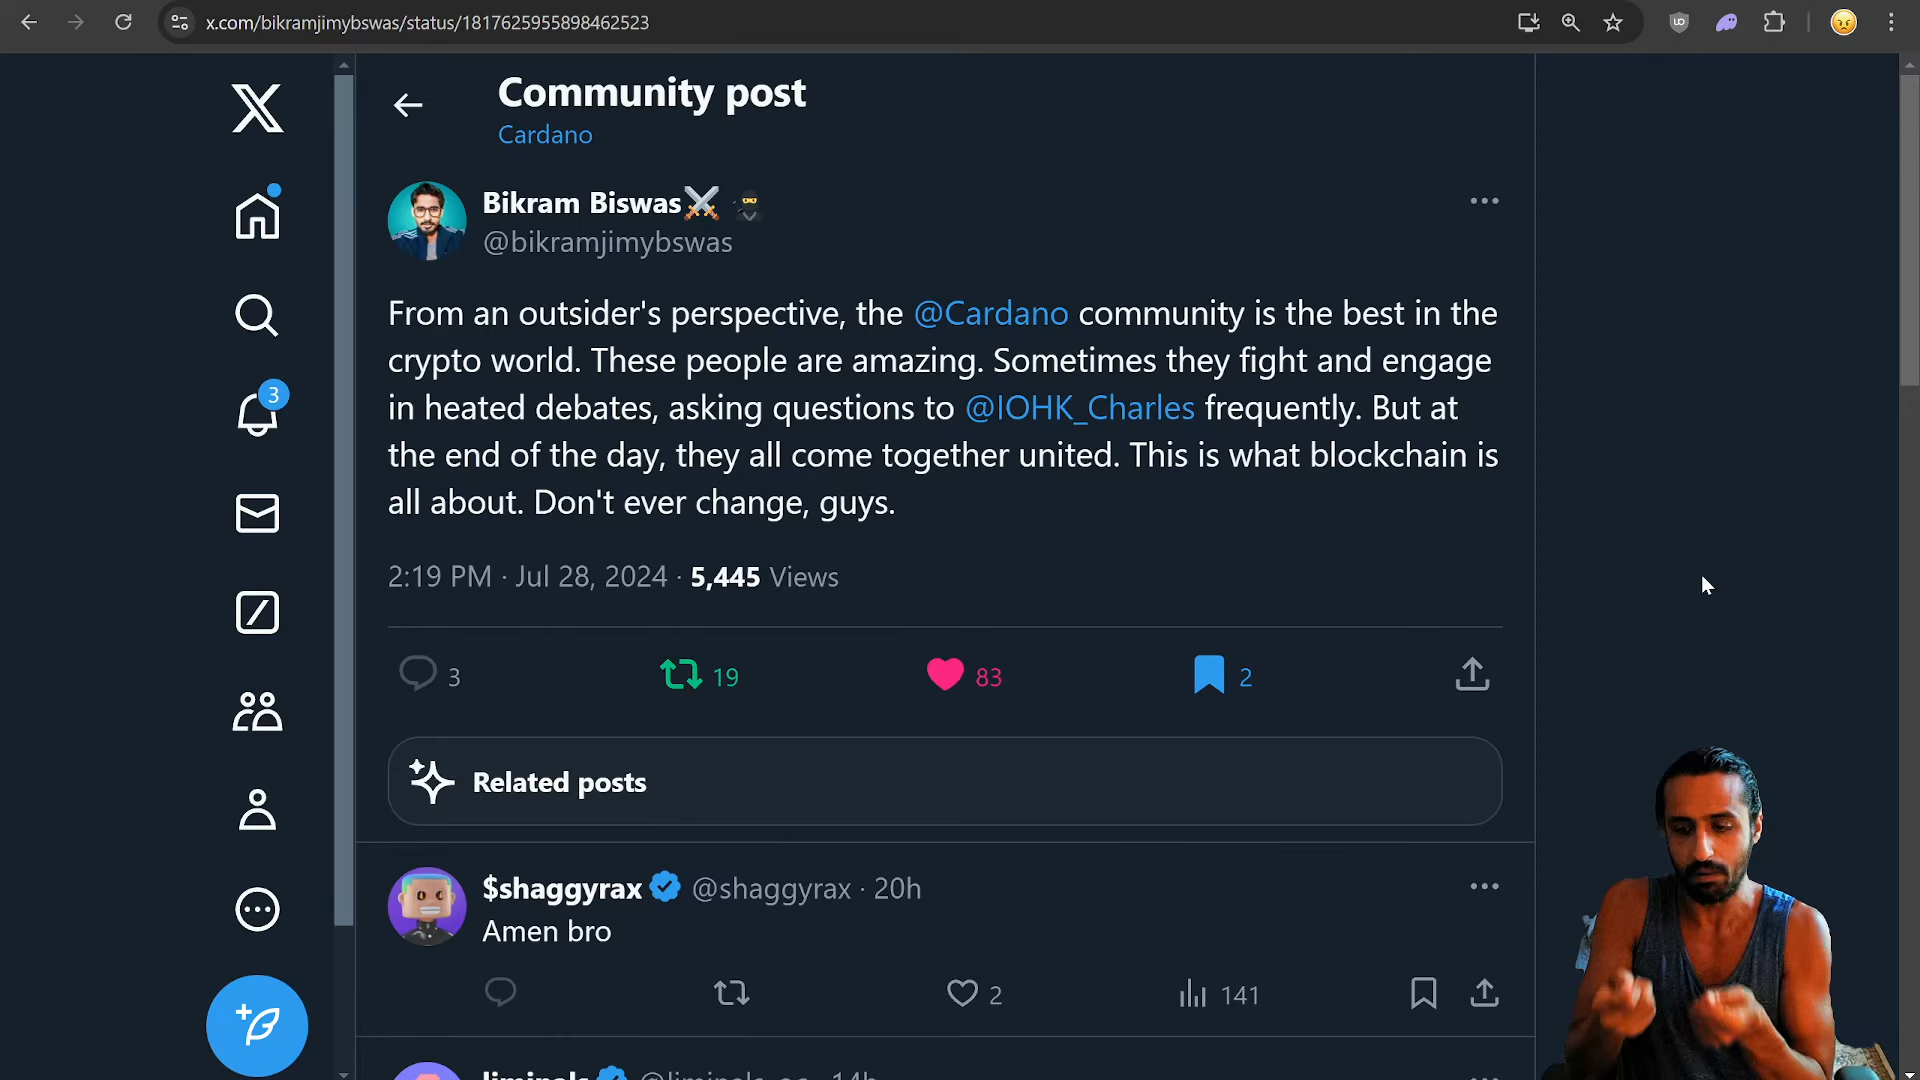 x.com/bikramjimybswas/status/1817625955898462523
Community post
Cardano
Bikram Biswas
@bikramjimybswas
From an outsider's perspective, the @Cardano community is the best in the
crypto world. These people are amazing. Sometimes they fight and engage
in heated debates, asking questions to @IOHK_Charles frequently. But at
the end of the day, they all come together united. This is what blockchain is
all about. Don't ever change, guys.
2:19 PM · Jul 28, 2024 · 5,445 Views
3
3 19 83 2
Related posts
$shaggyrax @shaggyrax · 20h
Amen bro
2 141